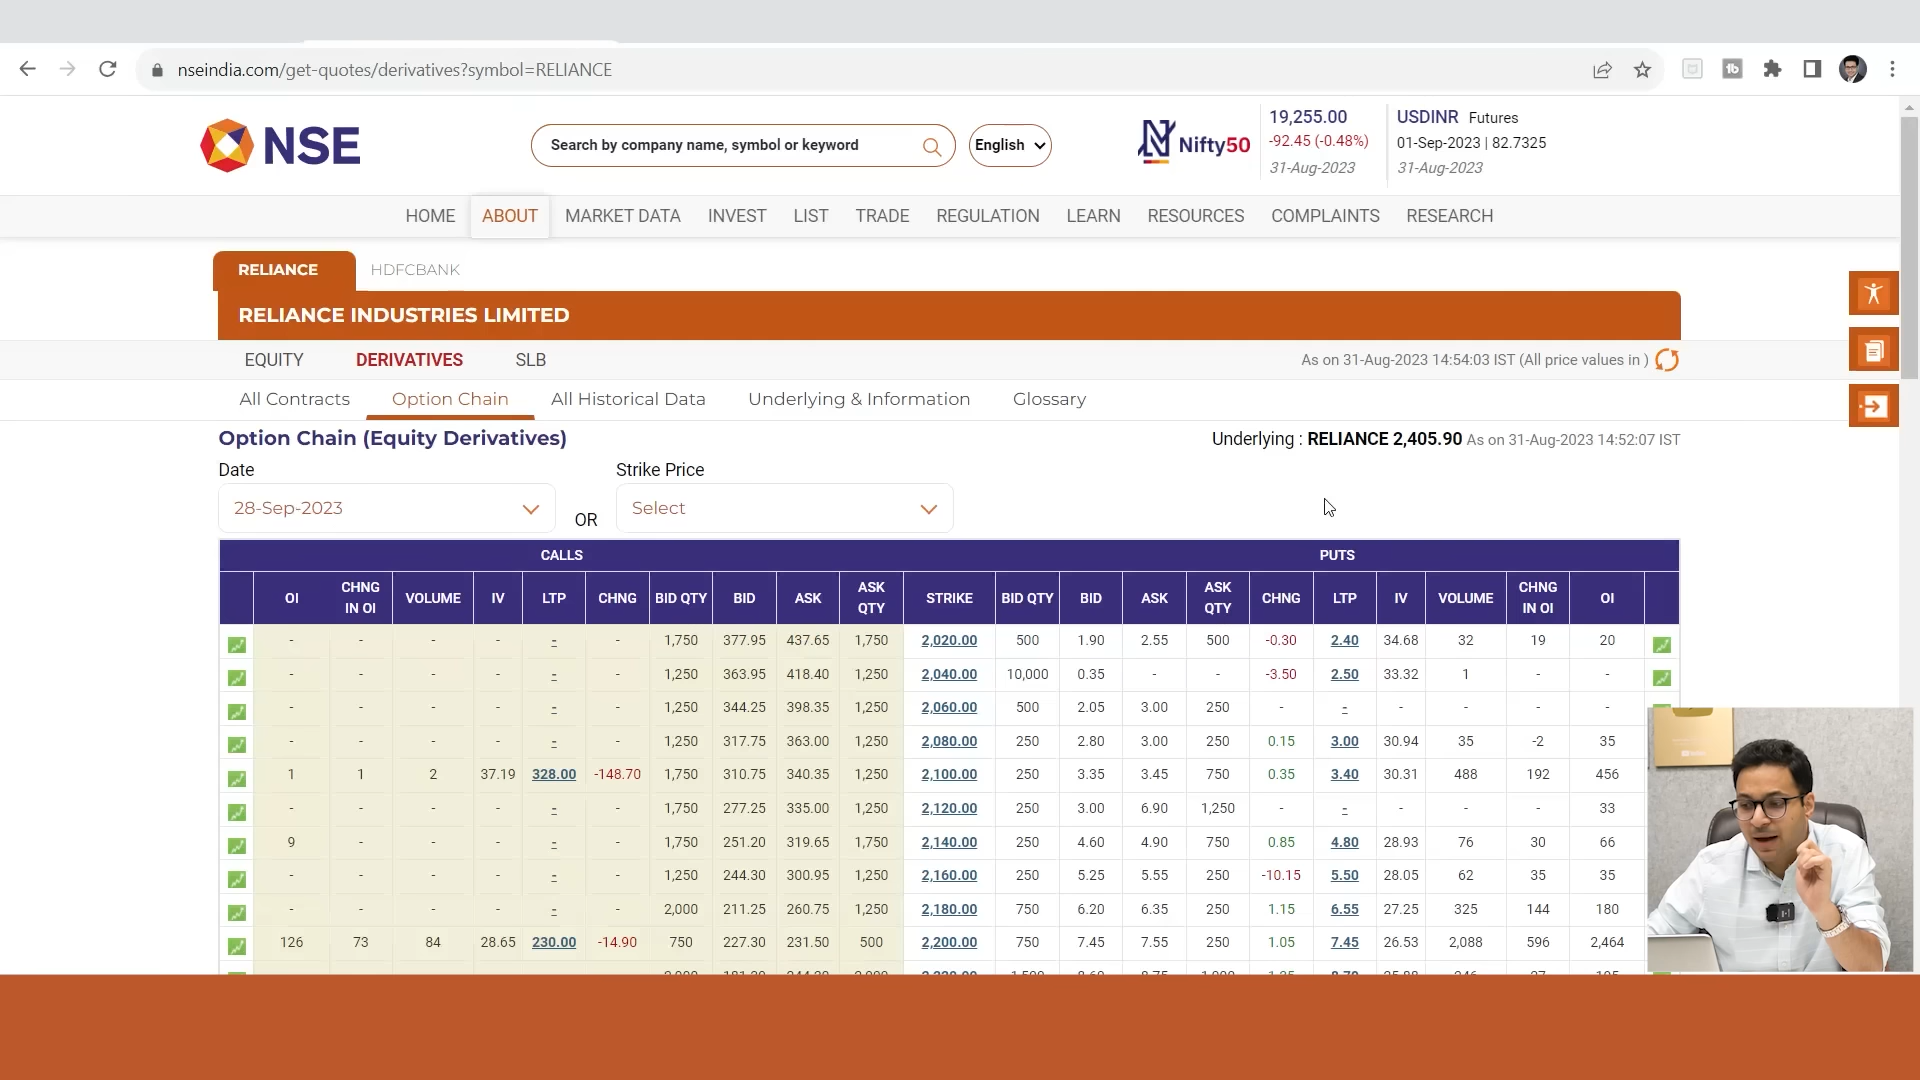 nseindia.com/get-quotes/derivatives?symbol=RELIANCE
NSE
Search by company name, symbol or keyword
English
Nifty50
19,255.00
-92.45 (-0.48%)
31-Aug-2023
USDINR Futures
01-Sep-2023 | 82.7325
31-Aug-2023
HOME ABOUT MARKET DATA INVEST LIST TRADE REGULATION LEARN RESOURCES COMPLAINTS RESEARCH
RELIANCE HDFCBANK
RELIANCE INDUSTRIES LIMITED
EQUITY DERIVATIVES SLB As on 31-Aug-2023 14:54:03 IST (All price values in )
All Contracts Option Chain All Historical Data Underlying & Information Glossary
Option Chain (Equity Derivatives) Underlying : RELIANCE 2,405.90 As on 31-Aug-2023 14:52:07 IST
Date Strike Price
28-Sep-2023 OR Select
CALLS PUTS
OI CHNG IN OI VOLUME IV LTP CHNG BID QTY BID ASK ASK QTY STRIKE BID QTY BID ASK ASK QTY CHNG LTP IV VOLUME CHNG IN OI OI
- - - - - - 1,750 377.95 437.65 1,750 2,020.00 500 1.90 2.55 500 -0.30 2.40 34.68 32 19 20
- - - - - - 1,250 363.95 418.40 1,250 2,040.00 10,000 0.35 - - -3.50 2.50 33.32 1 - -
- - - - - - 1,250 344.25 398.35 1,250 2,060.00 500 2.05 3.00 250 - - - - - -
- - - - - - 1,250 317.75 363.00 1,250 2,080.00 250 2.80 3.00 250 0.15 3.00 30.94 35 -2 35
1 1 2 37.19 328.00 -148.70 1,750 310.75 340.35 1,250 2,100.00 250 3.35 3.45 750 0.35 3.40 30.31 488 192 456
- - - - - - 1,750 277.25 335.00 1,250 2,120.00 250 3.00 6.90 1,250 - - - - - 33
9 - - - - - 1,750 251.20 319.65 1,750 2,140.00 250 4.60 4.90 750 0.85 4.80 28.93 76 30 66
- - - - - - 1,250 244.30 300.95 1,250 2,160.00 250 5.25 5.55 250 -10.15 5.50 28.05 62 35 35
- - - - - - 2,000 211.25 260.75 1,250 2,180.00 750 6.20 6.35 250 1.15 6.55 27.25 325 144 180
126 73 84 28.65 230.00 -14.90 750 227.30 231.50 500 2,200.00 750 7.45 7.55 250 1.05 7.45 26.53 2,088 596 2,464